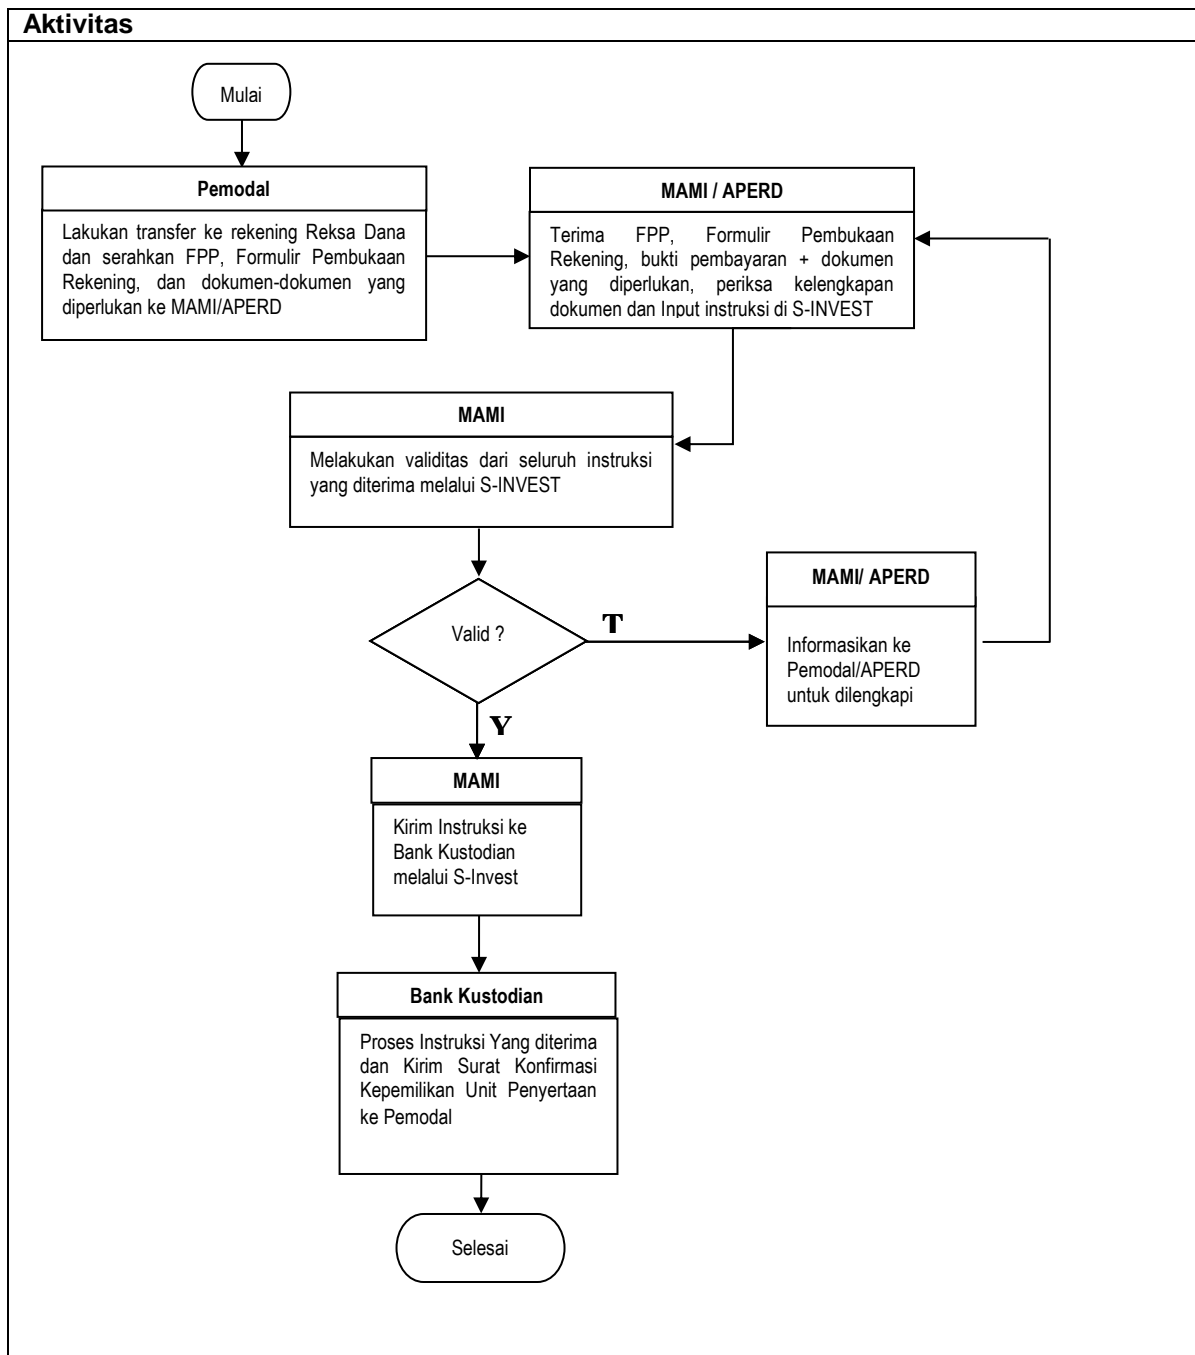 Aktivitas
Mulai
Pemodal
Lakukan transfer ke rekening Reksa Dana
dan serahkan FPP, Formulir Pembukaan
Rekening, dan dokumen-dokumen yang
diperlukan ke MAMI/APERD
MAMI / APERD
Terima FPP, Formulir Pembukaan
Rekening, bukti pembayaran + dokumen
yang diperlukan, periksa kelengkapan
dokumen dan Input instruksi di S-INVEST
MAMI
Melakukan validitas dari seluruh instruksi
yang diterima melalui S-INVEST
Valid ?
T
MAMI/ APERD
Informasikan ke
Pemodal/APERD
untuk dilengkapi
Y
MAMI
Kirim Instruksi ke
Bank Kustodian
melalui S-Invest
Bank Kustodian
Proses Instruksi Yang diterima
dan Kirim Surat Konfirmasi
Kepemilikan Unit Penyertaan
ke Pemodal
Selesai